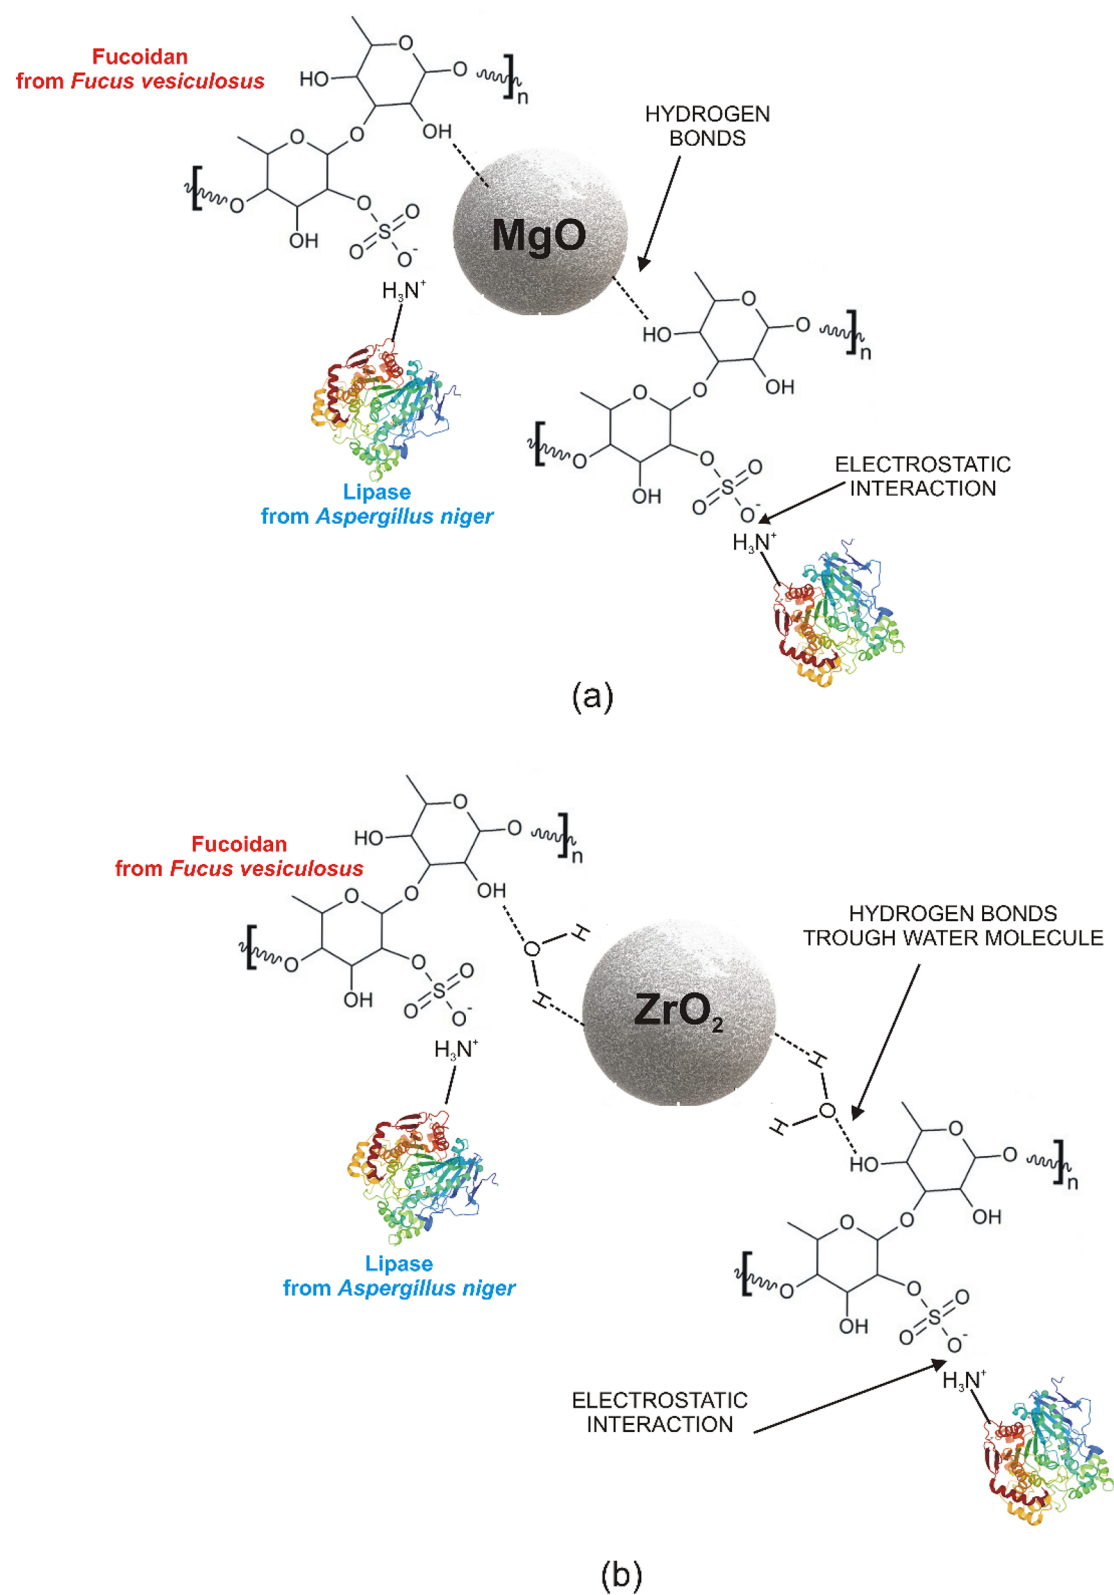 Fucoidan
from Fucus vesiculosus
O
HO
O
]n
OH
O
O
[
O
O
OH
S
O
O
O-
H3N+
HYDROGEN
BONDS
MgO
Lipase
from Aspergillus niger
O
HO
O
]n
OH
O
O
[
O
O
OH
S
O
O
O-
H3N+
ELECTROSTATIC
INTERACTION
(a)
Fucoidan
from Fucus vesiculosus
O
HO
O
]n
OH
O
O
[
O
O
OH
S
O
O
O-
H3N+
H
O
H
ZrO2
HYDROGEN BONDS
TROUGH WATER MOLECULE
H
O
H
Lipase
from Aspergillus niger
O
HO
O
]n
OH
O
O
[
O
O
OH
S
O
O
O-
H3N+
ELECTROSTATIC
INTERACTION
(b)